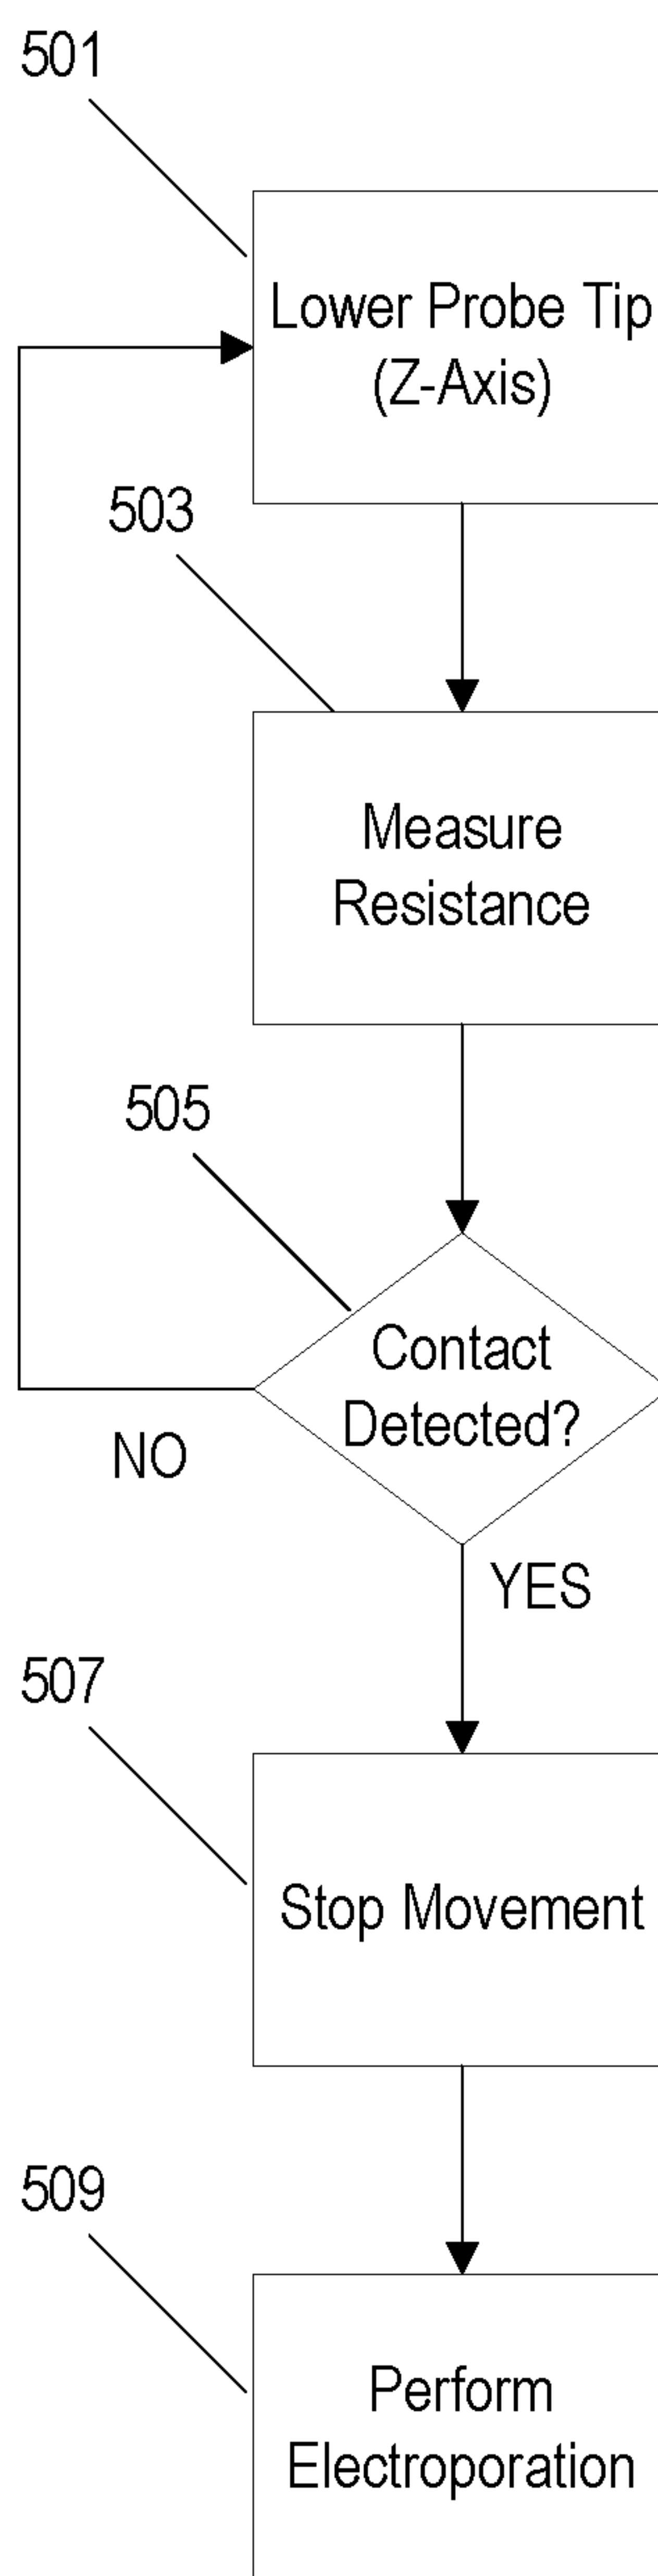 501
Lower Probe Tip
(Z-Axis)
503
Measure
Resistance
505
Contact
Detected?
NO
YES
507
Stop Movement
509
Perform
Electroporation